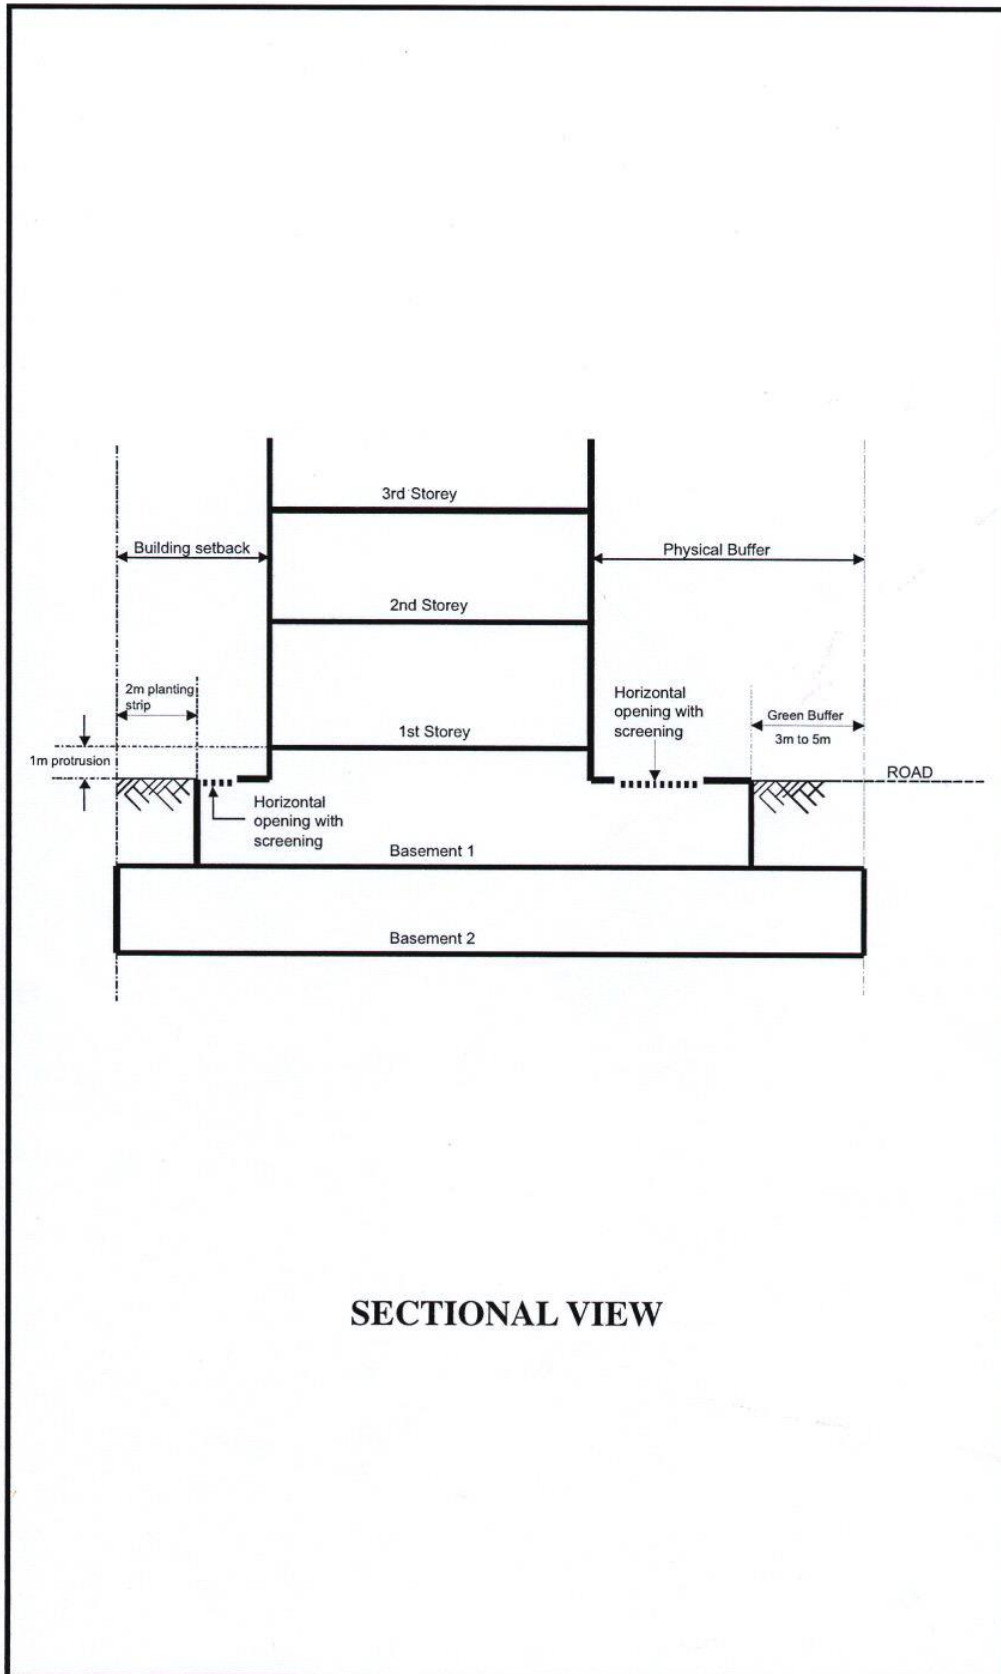 3rd Storey
Building setback
Physical Buffer
2nd Storey
2m planting
strip
Horizontal
opening with
screening
Green Buffer
3m to 5m
1st Storey
1m protrusion
ROAD
Horizontal
opening with
screening
Basement 1
Basement 2
SECTIONAL VIEW